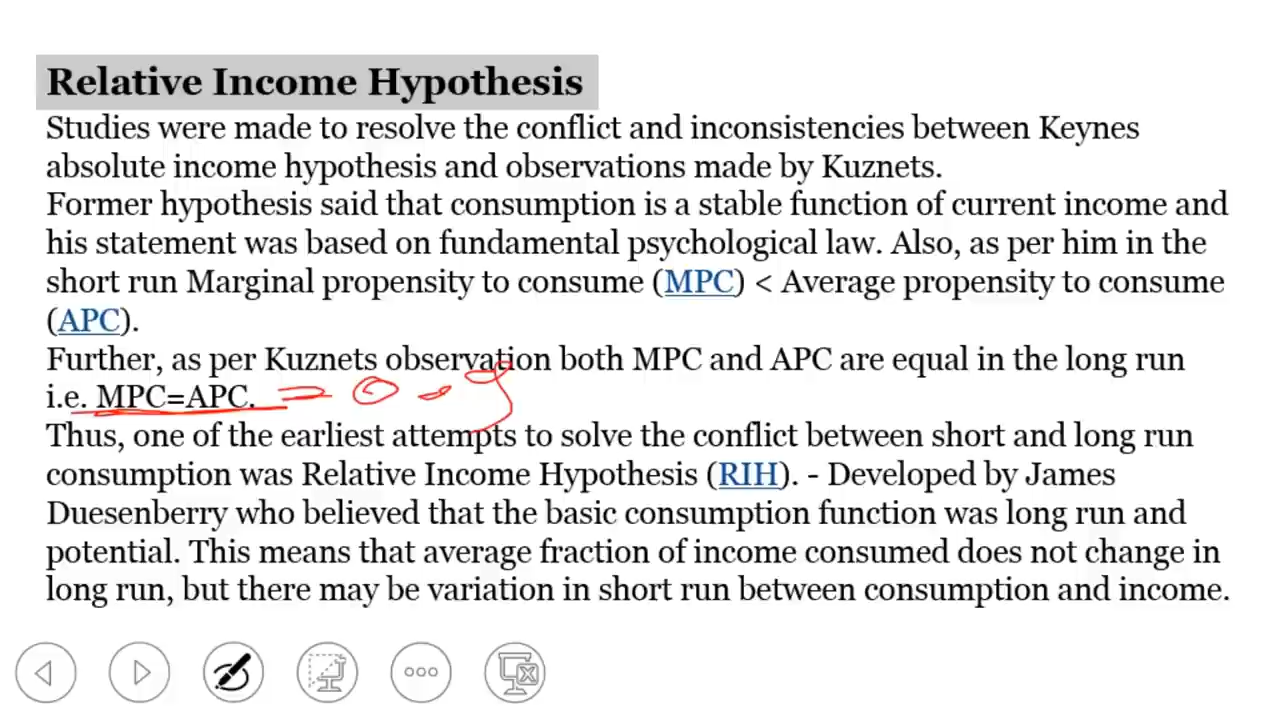 Relative Income Hypothesis
Studies were made to resolve the conflict and inconsistencies between Keynes
absolute income hypothesis and observations made by Kuznets.
Former hypothesis said that consumption is a stable function of current income and
his statement was based on fundamental psychological law. Also, as per him in the
short run Marginal propensity to consume (MPC) < Average propensity to consume
(APC).
Further, as per Kuznets observation both MPC and APC are equal in the long run
i.e. MPC=APC. = 0.9
Thus, one of the earliest attempts to solve the conflict between short and long run
consumption was Relative Income Hypothesis (RIH). - Developed by James
Duesenberry who believed that the basic consumption function was long run and
potential. This means that average fraction of income consumed does not change in
long run, but there may be variation in short run between consumption and income.